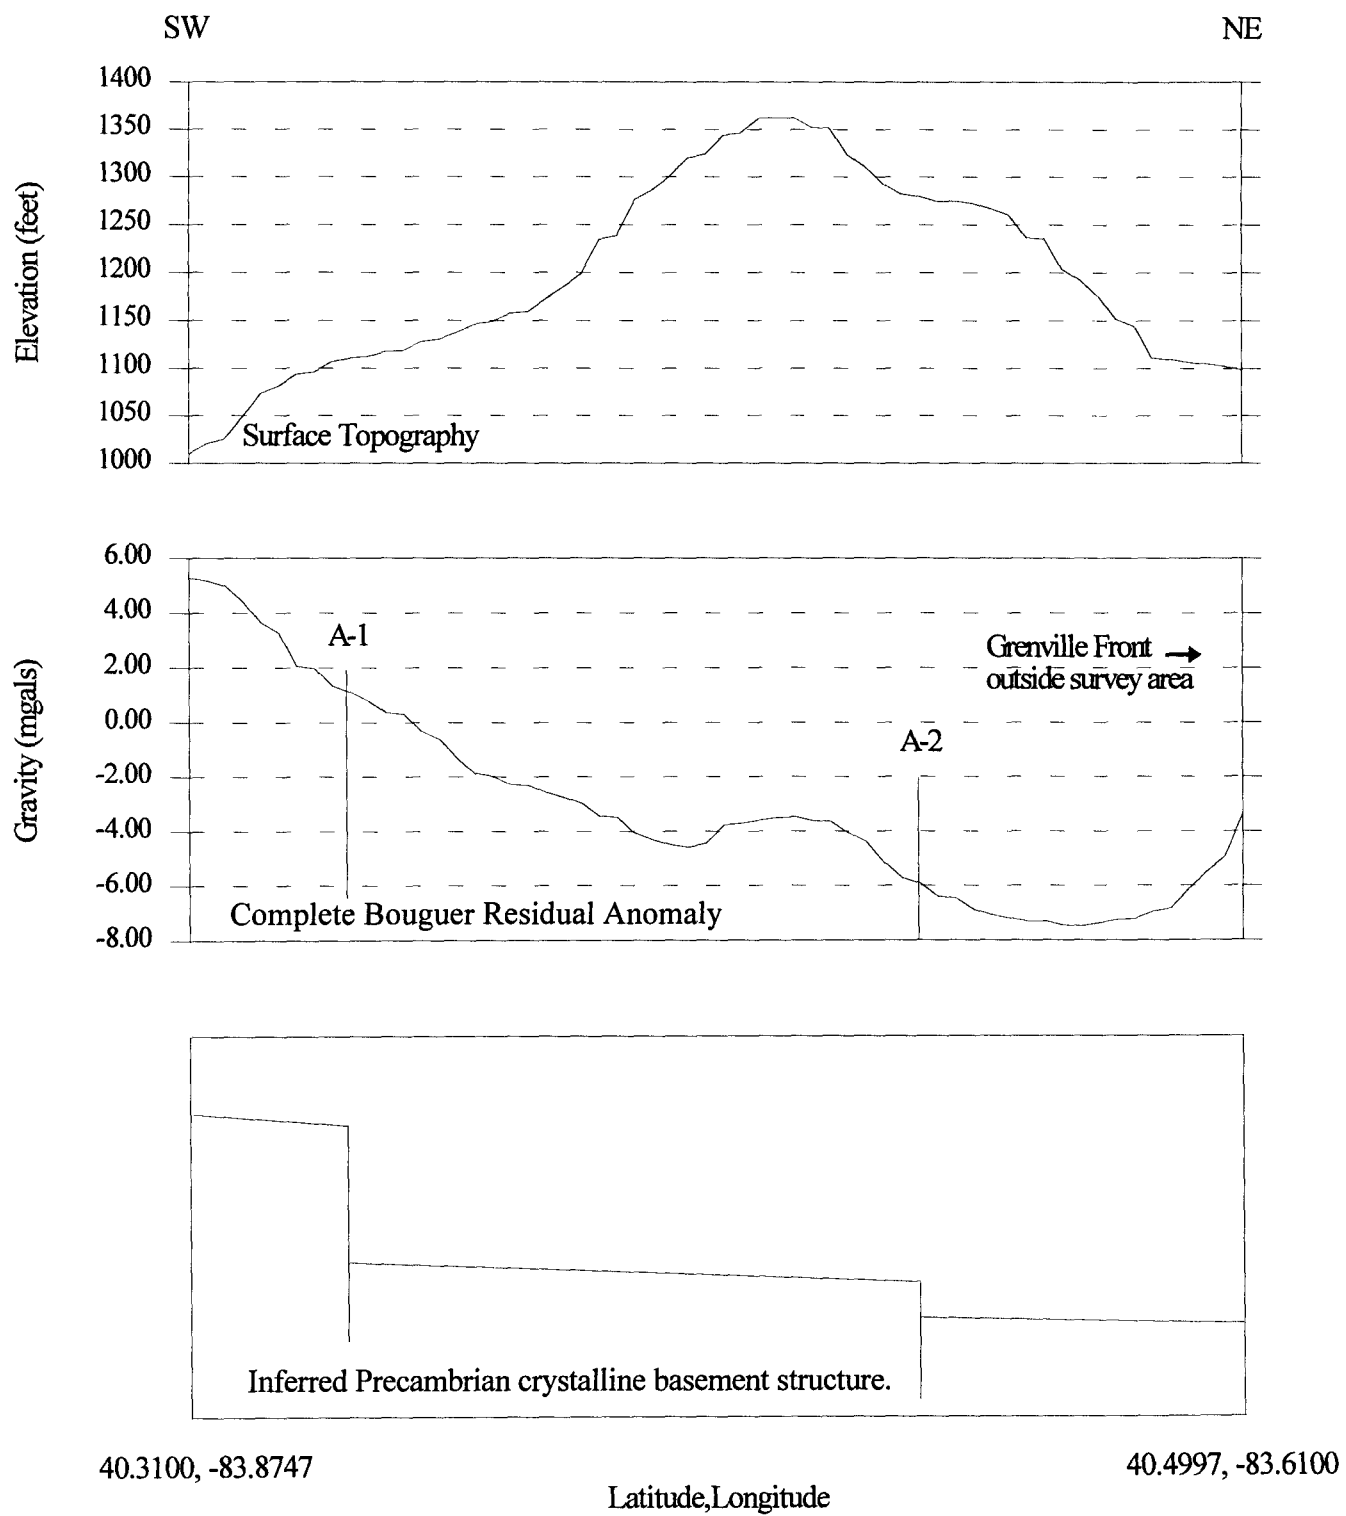 SW
NE
1400
1350
1300
1250
1200
1150
1100
1050
1000
Elevation (feet)
Surface Topography
6.00
4.00
2.00
0.00
-2.00
-4.00
-6.00
-8.00
Gravity (mgals)
A-1
A-2
Grenville Front
outside survey area
Complete Bouguer Residual Anomaly
Inferred Precambrian crystalline basement structure.
40.3100, -83.8747
40.4997, -83.6100
Latitude,Longitude